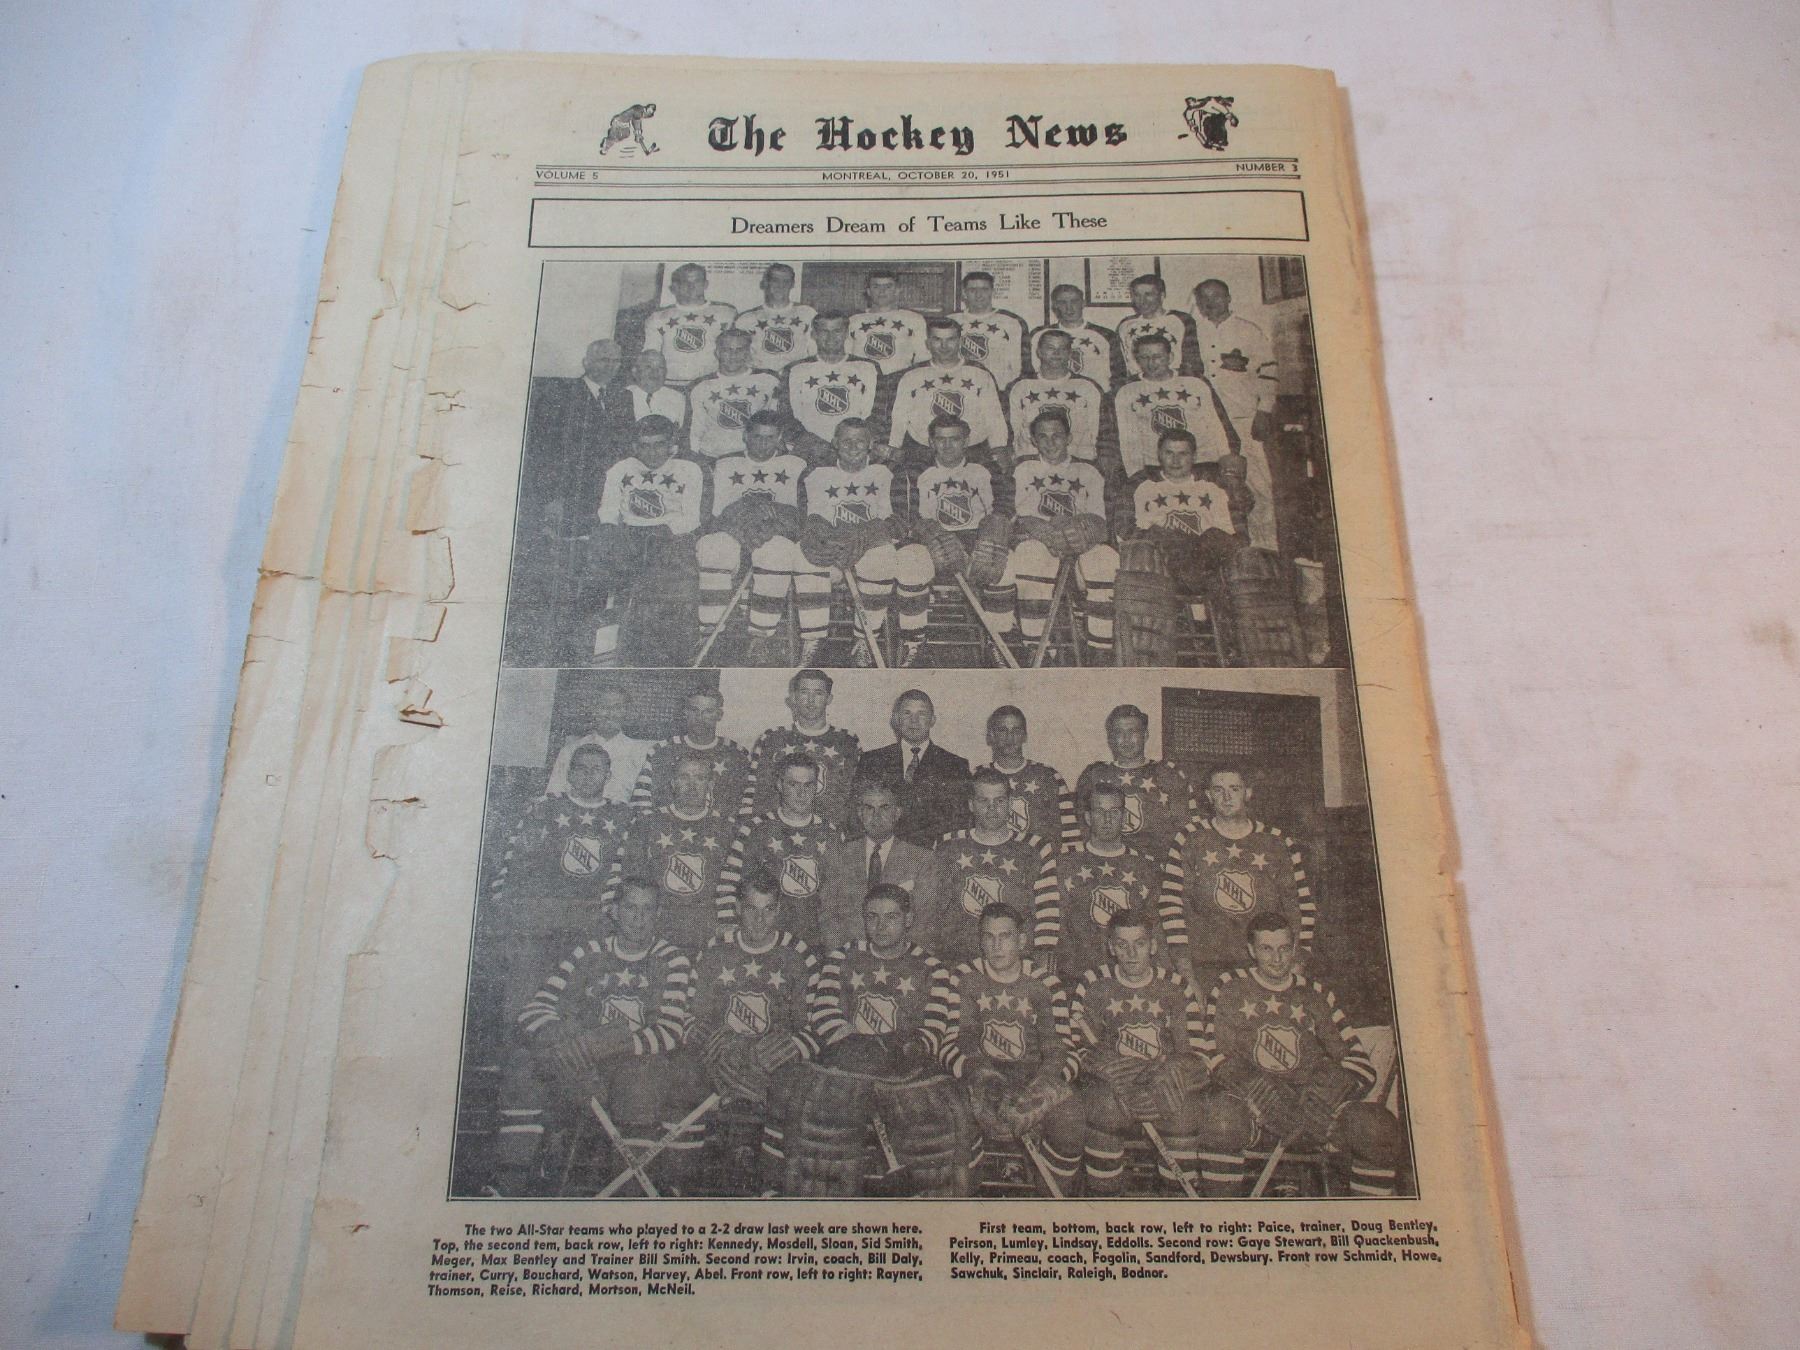 The Hockey News
VOLUME 5 MONTREAL, OCTOBER 20, 1951 NUMBER 3
Dreamers Dream of Teams Like These
The two All-Star teams who played to a 2-2 draw last week are shown here.
Top, the second tem, back row, left to right: Kennedy, Mosdell, Sloan, Sid Smith,
Meger, Max Bentley and Trainer Bill Smith. Second row: Irvin, coach, Bill Daly,
trainer, Curry, Bouchard, Watson, Harvey, Abel. Front row, left to right: Rayner,
Thomson, Reise, Richard, Mortson, McNeil.
First team, bottom, back row, left to right: Paice, trainer, Doug Bentley,
Peirson, Lumley, Lindsay, Eddolls. Second row: Gaye Stewart, Bill Quackenbush,
Kelly, Primeau, coach, Fogolin, Sandford, Dewsbury. Front row Schmidt, Howe,
Sawchuk, Sinclair, Raleigh, Bodnor.